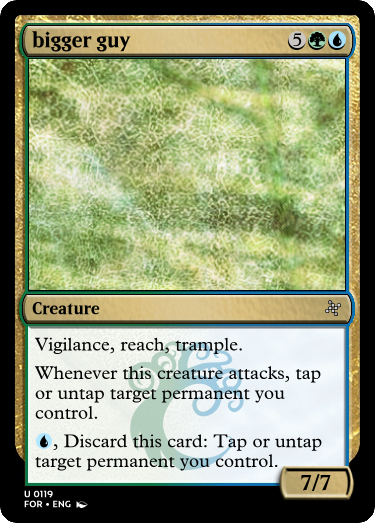 bigger guy 5
Creature
Vigilance, reach, trample.
Whenever this creature attacks, tap
or untap target permanent you
control.
, Discard this card: Tap or untap
target permanent you control.
7/7
U 0119
FOR • ENG